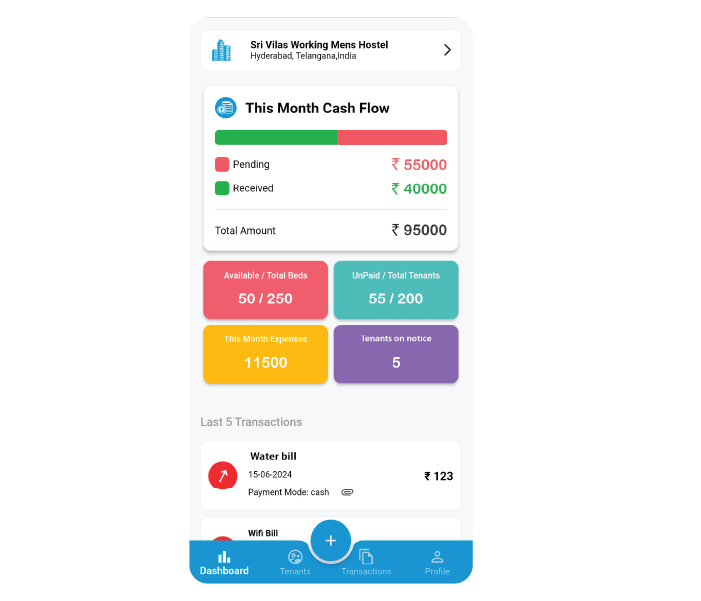 Sri Vilas Working Mens Hostel
Hyderabad, Telangana,India
This Month Cash Flow
Pending ₹ 55000
Received ₹ 40000
Total Amount ₹ 95000
Available / Total Beds
50 / 250
UnPaid / Total Tenants
55 / 200
This Month Expenses
11500
Tenants on notice
5
Last 5 Transactions
Water bill
15-06-2024
₹ 123
Payment Mode: cash
Wifi Bill
+
Dashboard
Tenants
Transactions
Profile